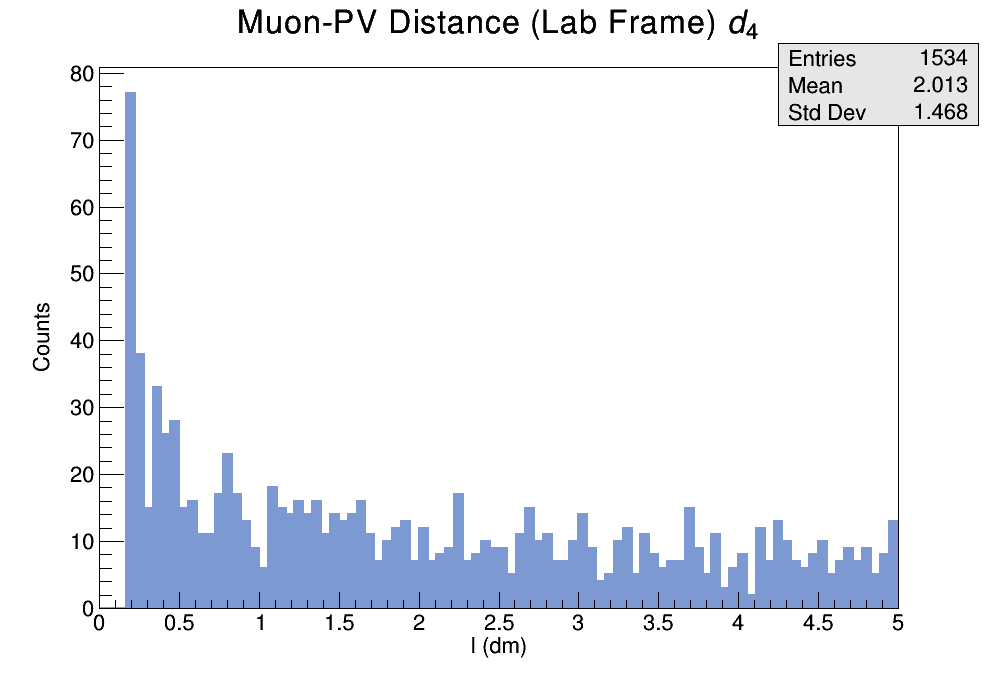 Muon-PV Distance (Lab Frame) d₄
Entries 1534
Mean 2.013
Std Dev 1.468
Counts
80
70
60
50
40
30
20
10
0
0 0.5 1 1.5 2 2.5 3 3.5 4 4.5 5
l (dm)